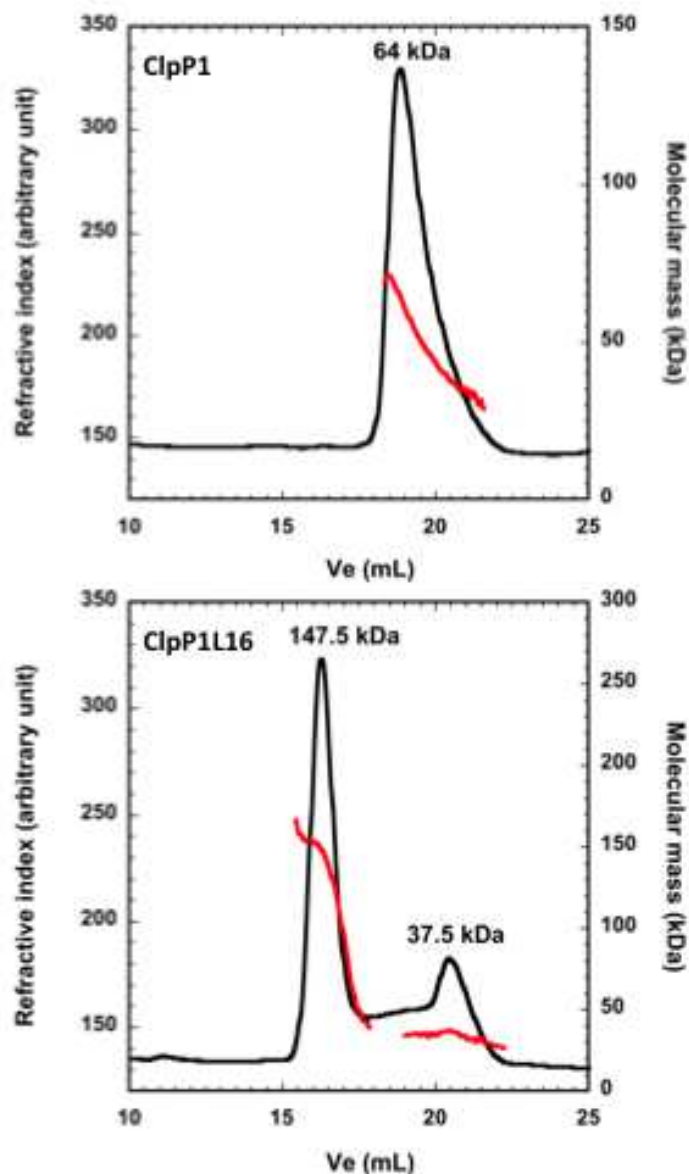 ClpP1
64 kDa
350
300
250
200
150
150
100
50
0
10
15
20
25
Refractive index (arbitrary unit)
Molecular mass (kDa)
Ve (mL)
ClpP1L16
147.5 kDa
37.5 kDa
350
300
250
200
150
300
250
200
150
100
50
0
10
15
20
25
Refractive index (arbitrary unit)
Molecular mass (kDa)
Ve (mL)